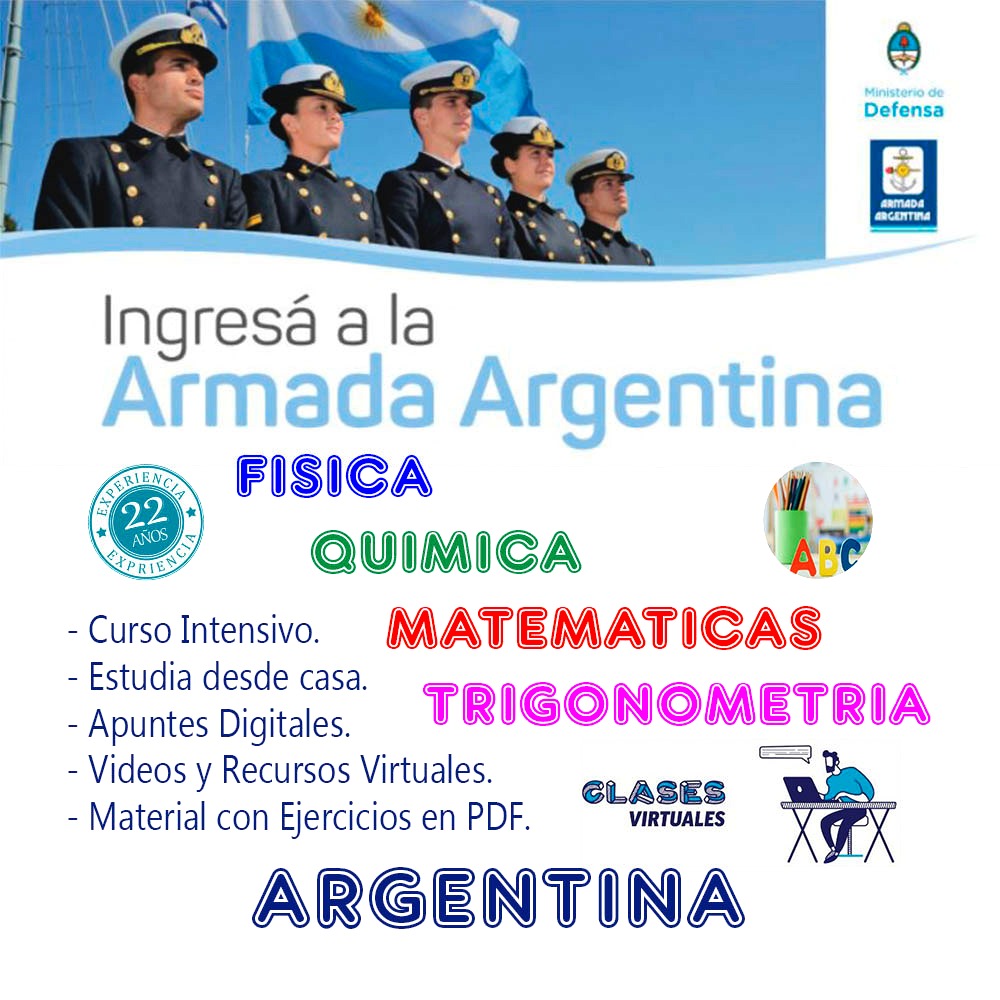 Ministerio de
Defensa
ARMADA
ARGENTINA
Ingresá a la
Armada Argentina
FISICA
EXPERIENCIA
22
AÑOS
EXPRIENCIA
QUIMICA
ABC
MATEMATICAS
TRIGONOMETRIA
- Curso Intensivo.
- Estudia desde casa.
- Apuntes Digitales.
- Videos y Recursos Virtuales.
- Material con Ejercicios en PDF.
CLASES
VIRTUALES
ARGENTINA